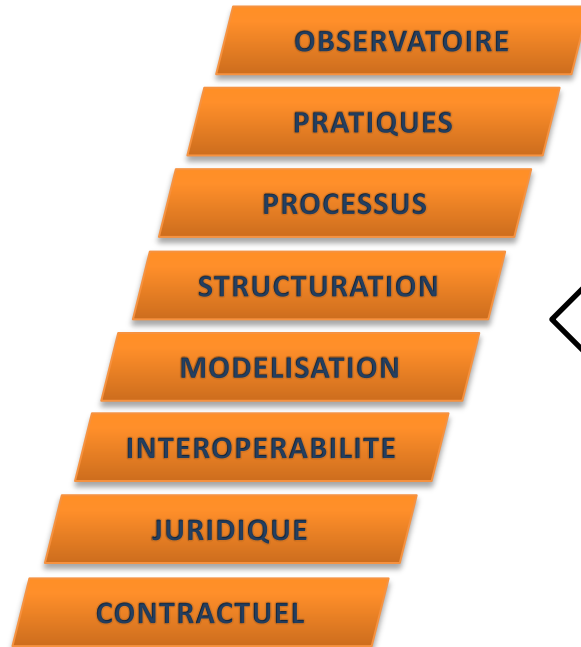 OBSERVATOIRE
PRATIQUES
PROCESSUS
STRUCTURATION
MODELISATION
INTEROPERABILITE
JURIDIQUE
CONTRACTUEL